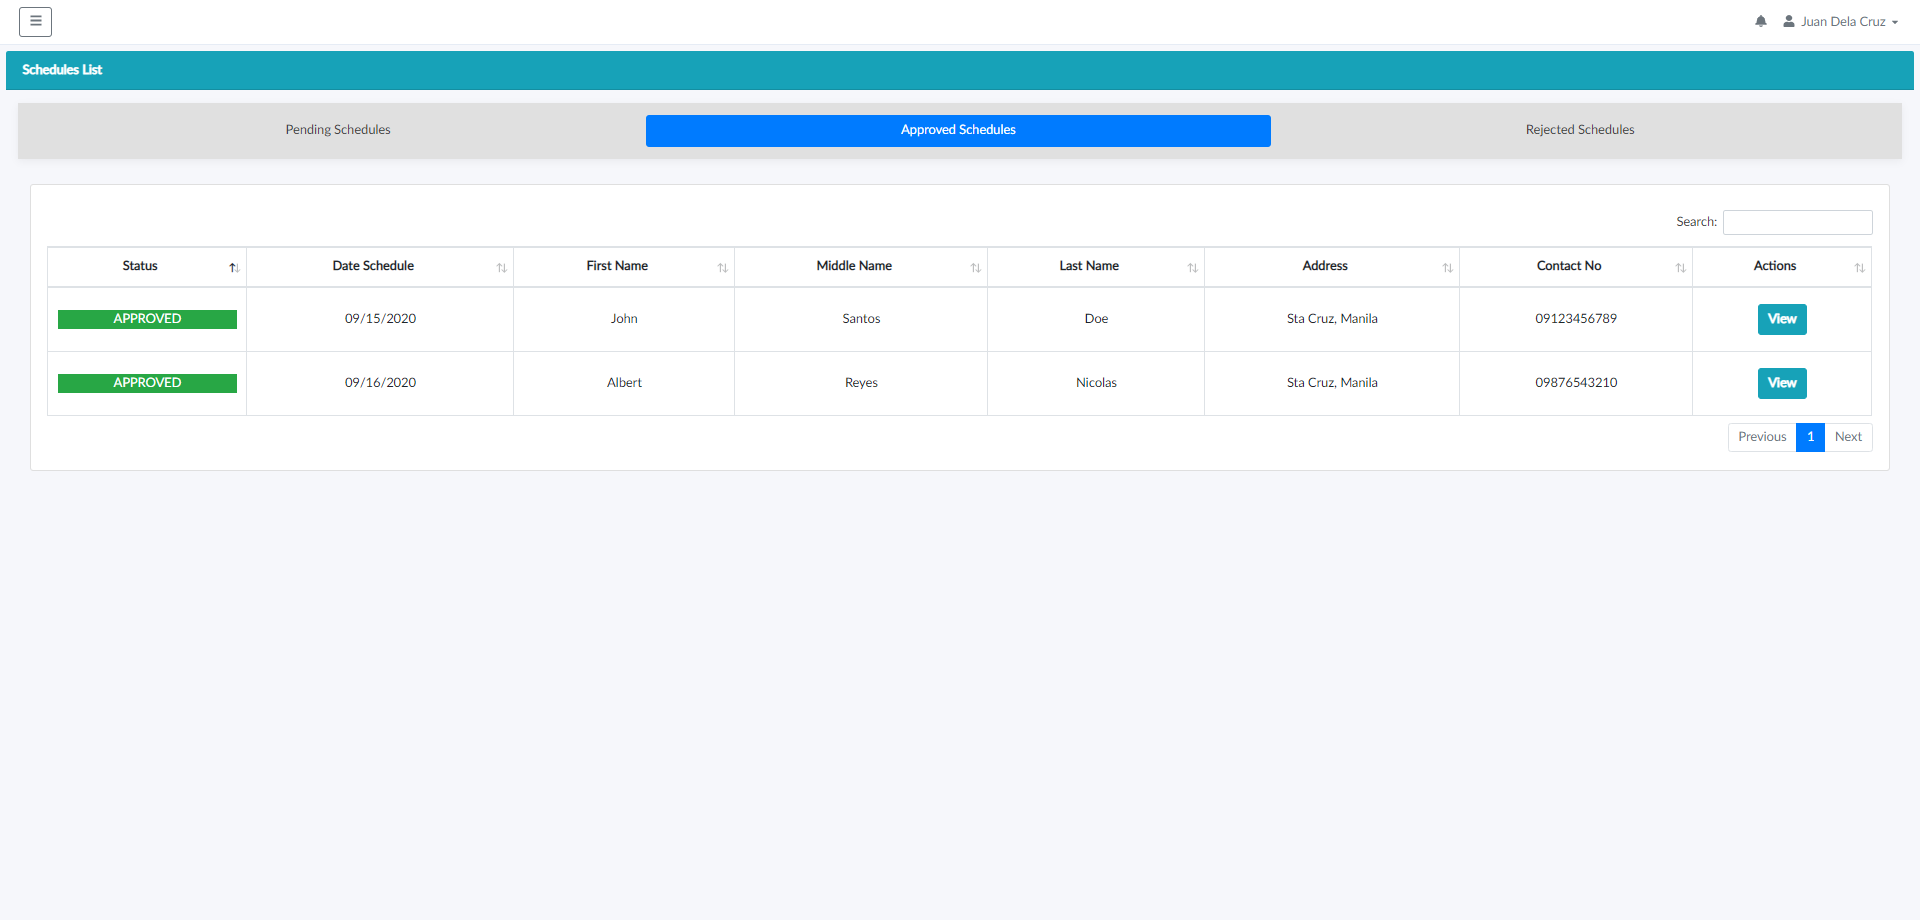 Juan Dela Cruz
Schedules List
Pending Schedules Approved Schedules Rejected Schedules
Search:
Status Date Schedule First Name Middle Name Last Name Address Contact No Actions
APPROVED 09/15/2020 John Santos Doe Sta Cruz, Manila 09123456789 View
APPROVED 09/16/2020 Albert Reyes Nicolas Sta Cruz, Manila 09876543210 View
Previous 1 Next